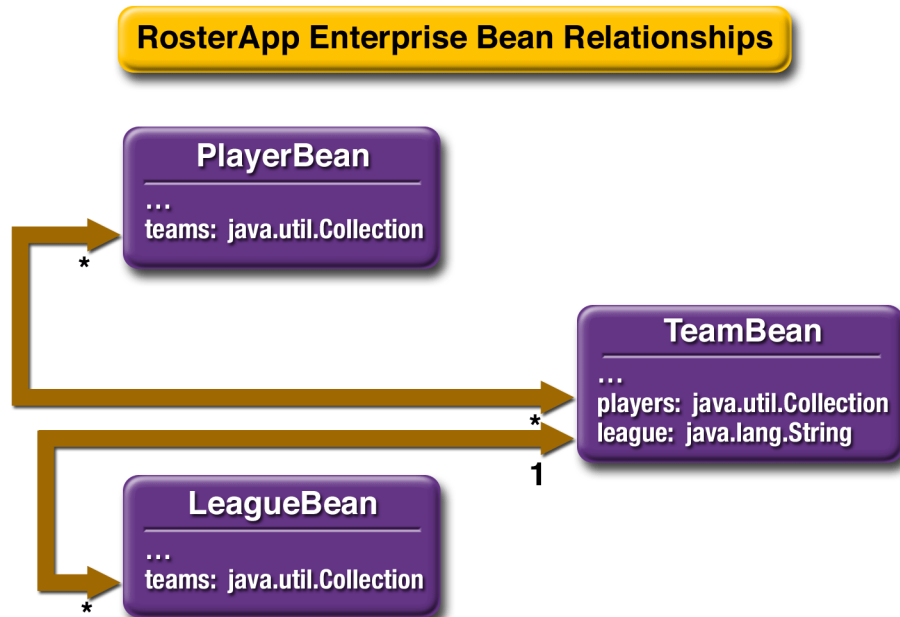 RosterApp Enterprise Bean Relationships
PlayerBean
...
teams: java.util.Collection
*
TeamBean
...
players: java.util.Collection
league: java.lang.String
*
1
LeagueBean
...
teams: java.util.Collection
*